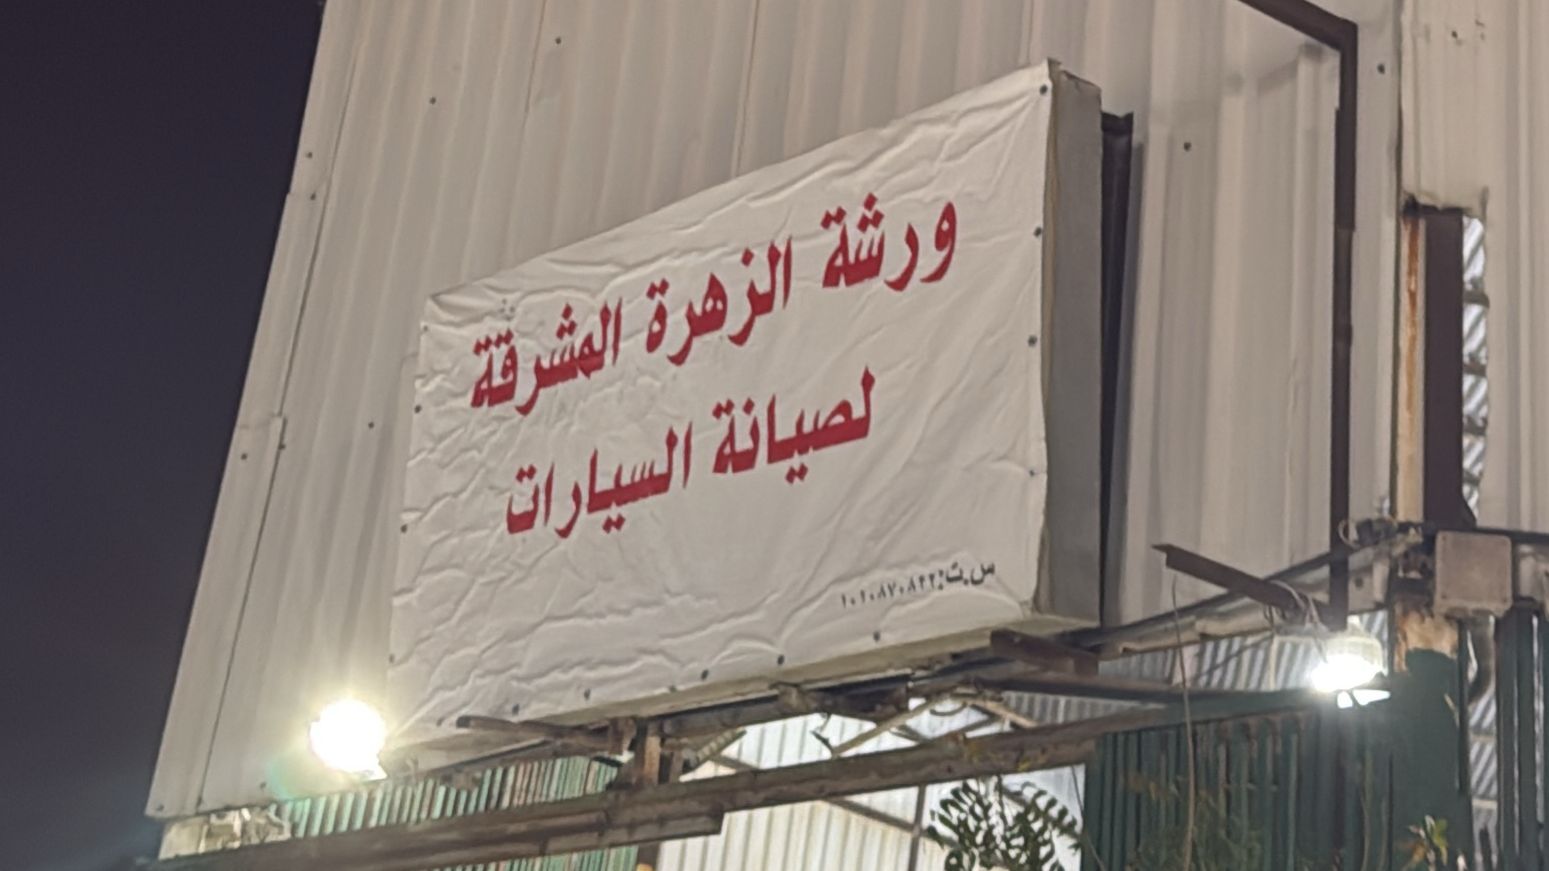 ورشة الزهرة المشرقة
لصيانة السيارات
س.ت: ١٠١٠٨٧٠٨٤٢